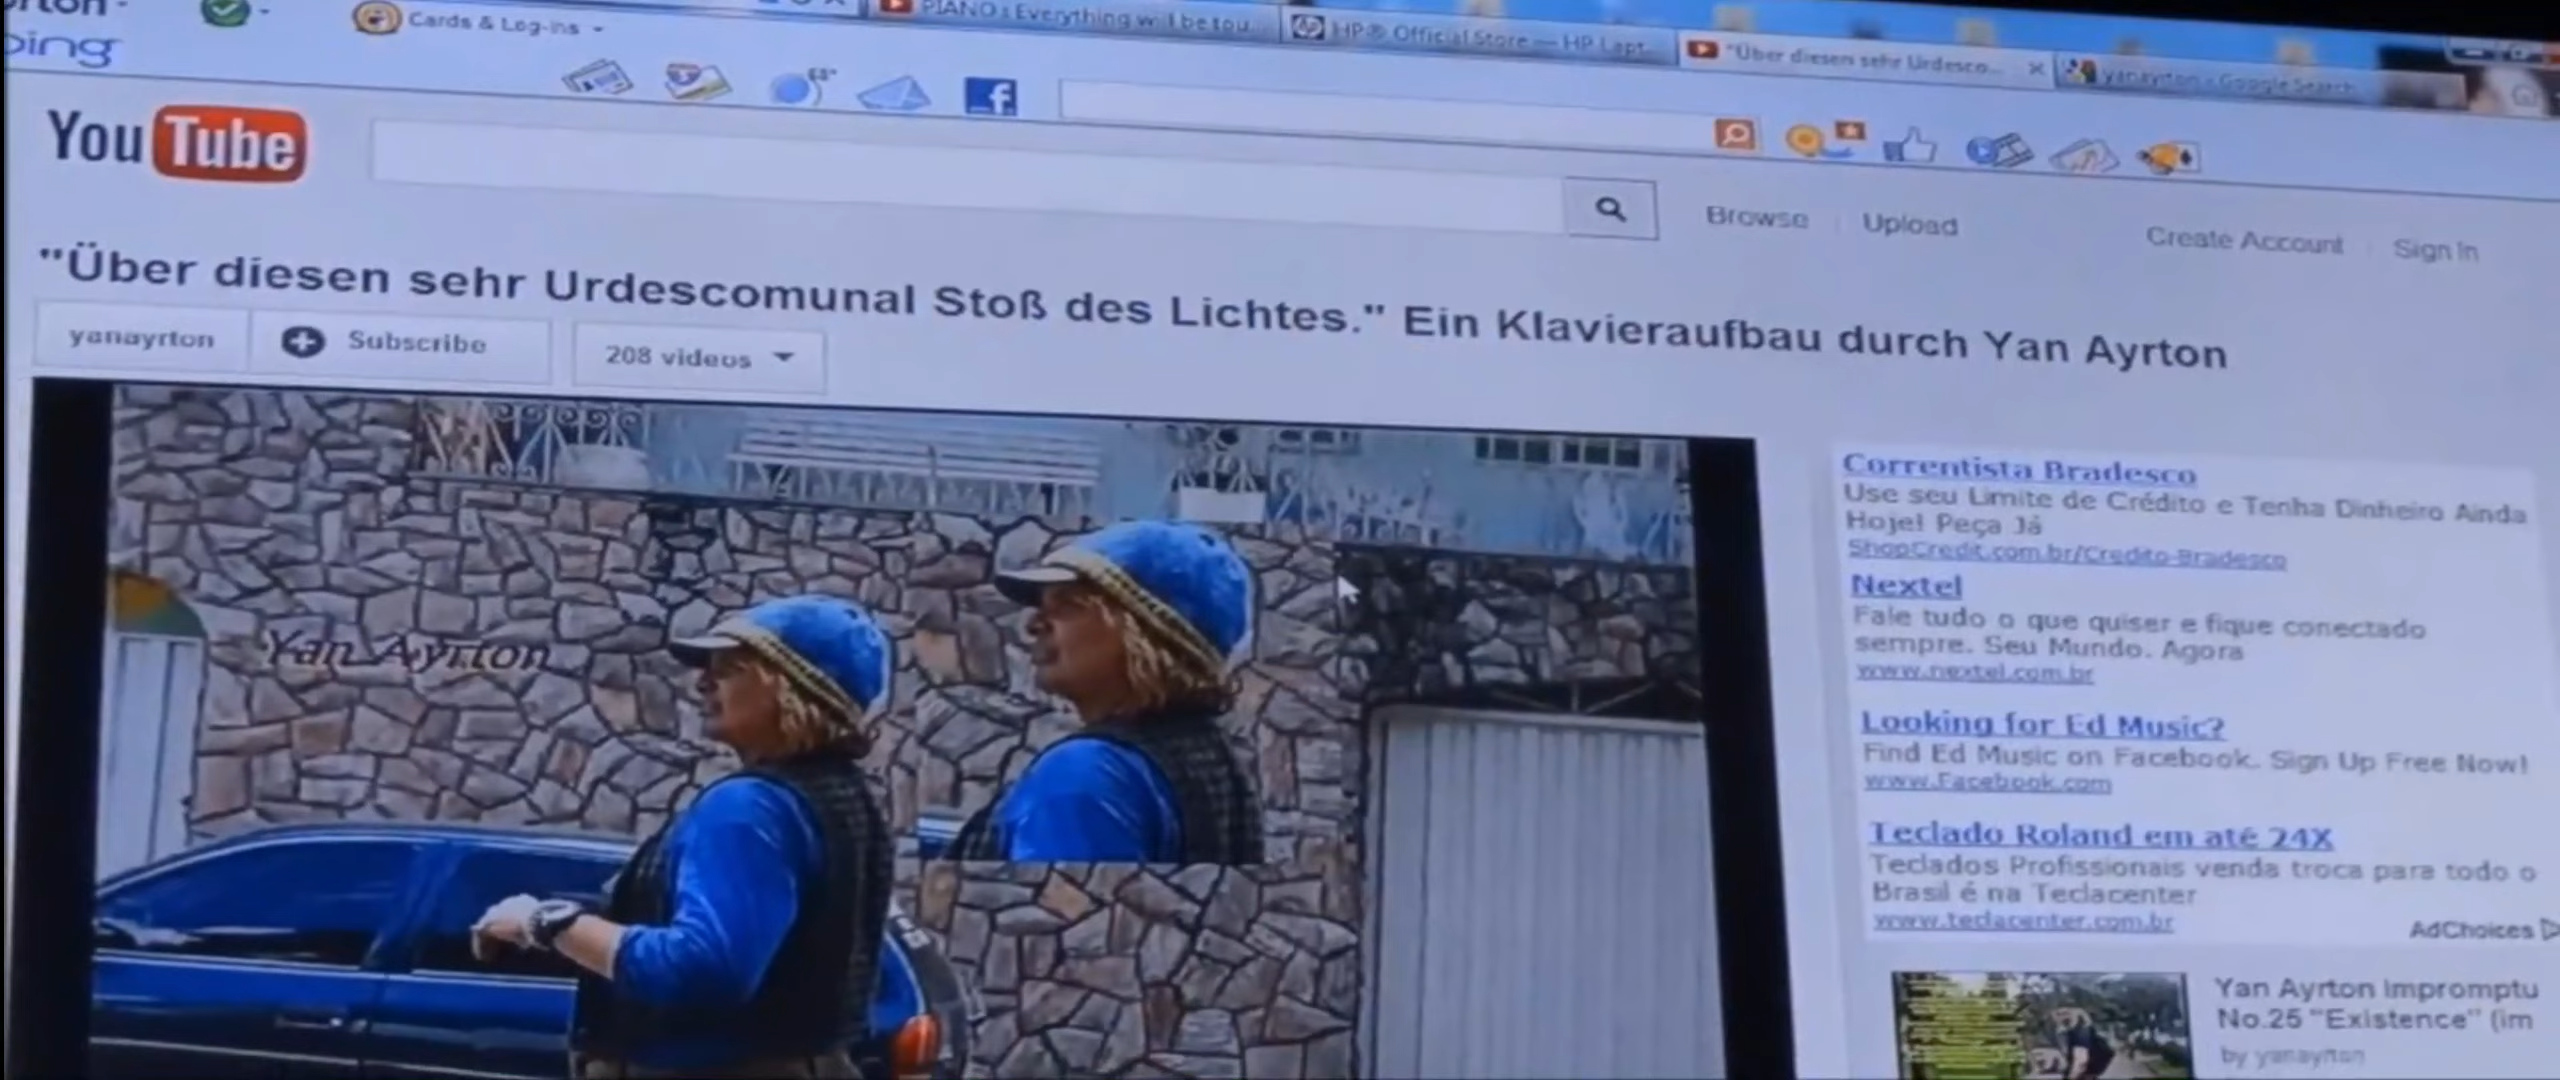 bing
Cards & Log-ins
PIANO : Everything will be tou...
HP® Official Store — HP Lapt...
"Über diesen sehr Urdesco...
yanayrton - Google Search
68°
f
YouTube
Browse
Upload
Create Account
Sign In
"Über diesen sehr Urdescomunal Stoß des Lichtes." Ein Klavieraufbau durch Yan Ayrton
yanayrton
Subscribe
208 videos
Yan Ayrton
Correntista Bradesco
Use seu Limite de Crédito e Tenha Dinheiro Ainda
Hoje! Peça Já
ShopCredit.com.br/Credito-Bradesco
Nextel
Fale tudo o que quiser e fique conectado
sempre. Seu Mundo. Agora
www.nextel.com.br
Looking for Ed Music?
Find Ed Music on Facebook. Sign Up Free Now!
www.Facebook.com
Teclado Roland em até 24X
Teclados Profissionais venda troca para todo o
Brasil é na Teclacenter
www.teclacenter.com.br
AdChoices
Yan Ayrton Impromptu
No.25 "Existence" (im
by yanayrton